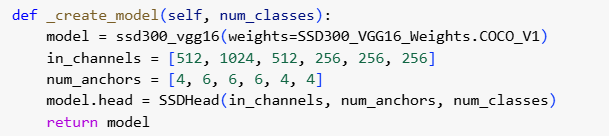 def _create_model(self, num_classes):
    model = ssd300_vgg16(weights=SSD300_VGG16_Weights.COCO_V1)
    in_channels = [512, 1024, 512, 256, 256, 256]
    num_anchors = [4, 6, 6, 6, 4, 4]
    model.head = SSDHead(in_channels, num_anchors, num_classes)
    return model